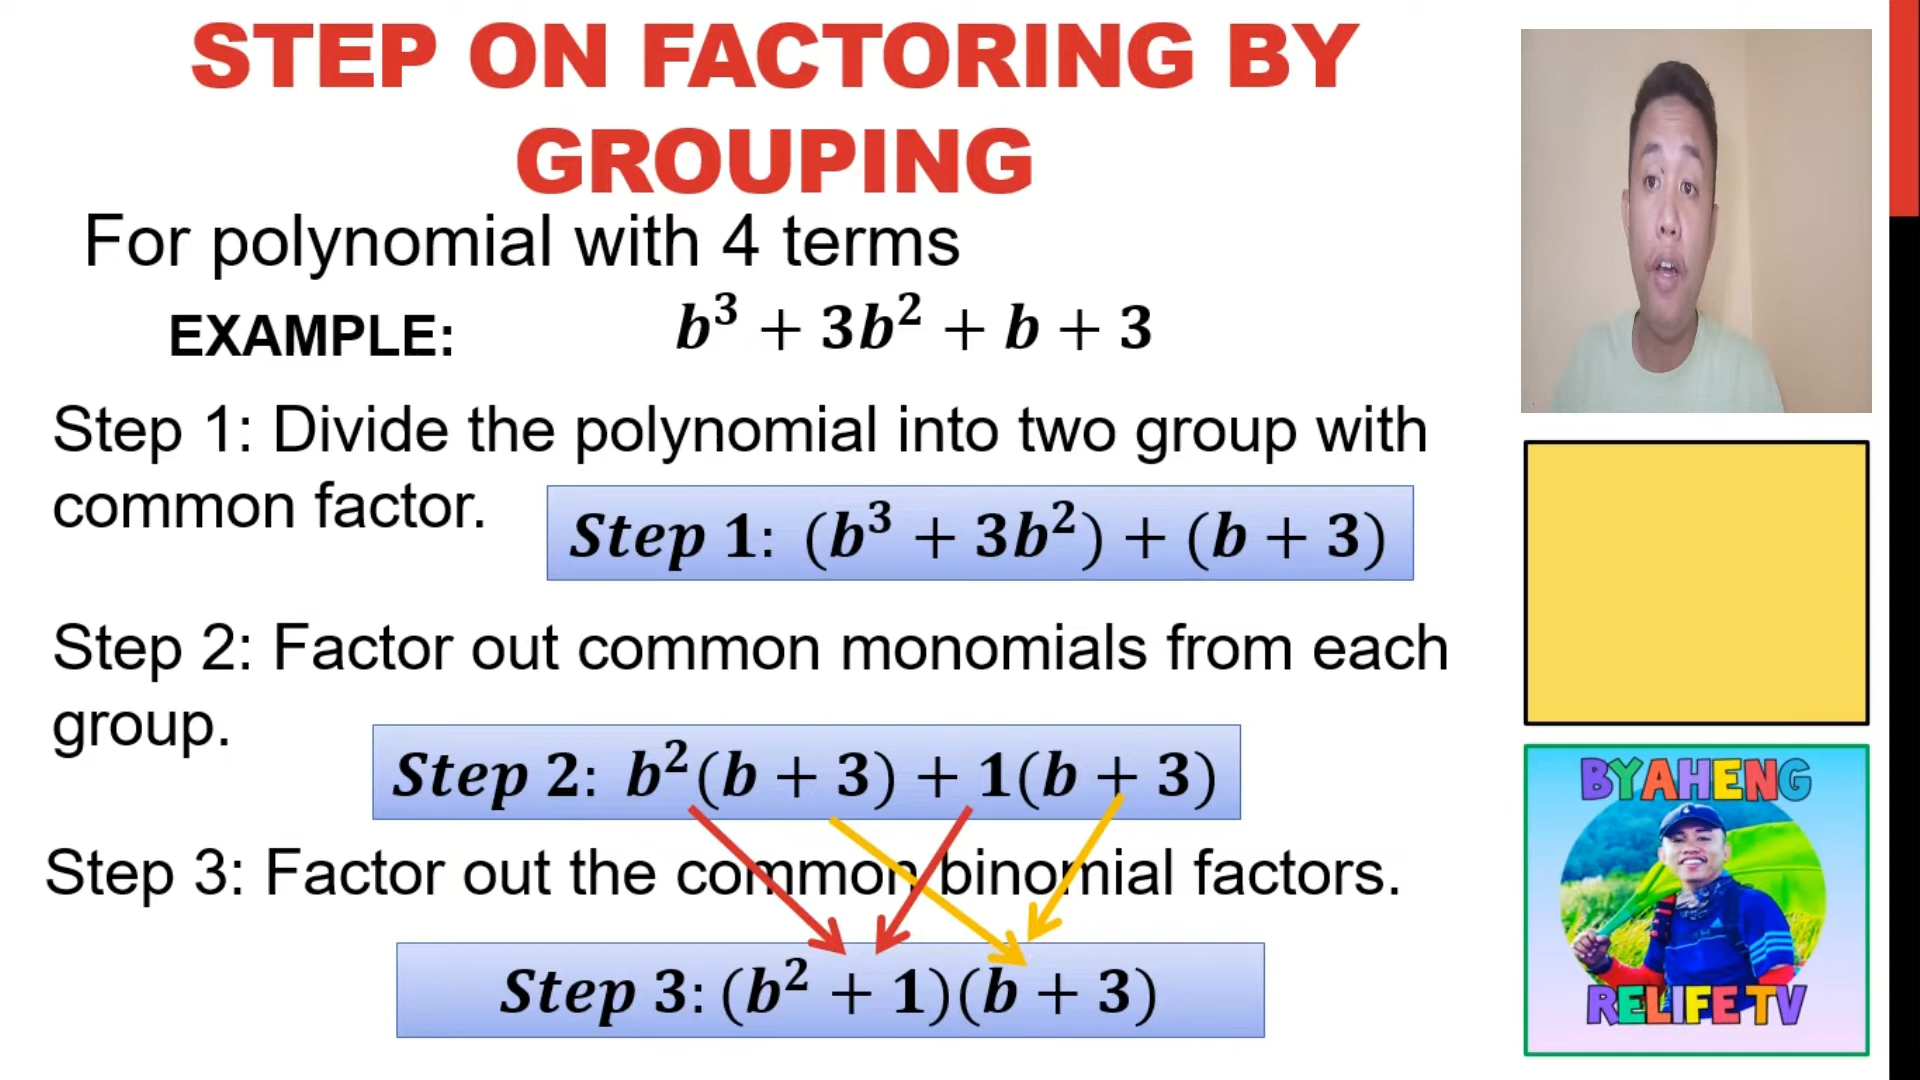 STEP ON FACTORING BY
GROUPING
For polynomial with 4 terms
EXAMPLE: b³ + 3b² + b + 3
Step 1: Divide the polynomial into two group with
common factor.
Step 1: (b³ + 3b²) + (b + 3)
Step 2: Factor out common monomials from each
group.
Step 2: b²(b + 3) + 1(b + 3)
Step 3: Factor out the common binomial factors.
Step 3: (b² + 1)(b + 3)
BYAHENG
RELIFE TV